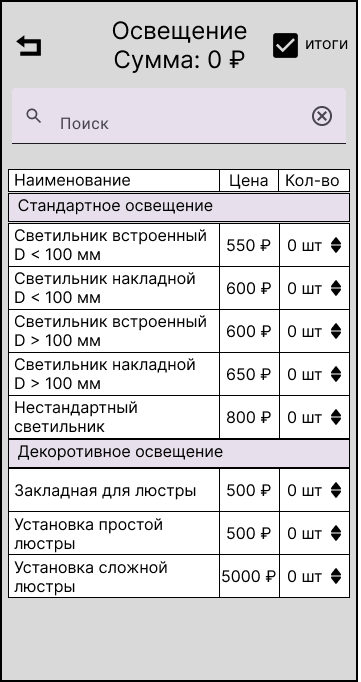 Освещение
Сумма: 0 ₽
итоги
Поиск
Наименование Цена Кол-во
Стандартное освещение
Светильник встроенный
D < 100 мм 550 ₽ 0 шт
Светильник накладной
D < 100 мм 600 ₽ 0 шт
Светильник встроенный
D > 100 мм 600 ₽ 0 шт
Светильник накладной
D > 100 мм 650 ₽ 0 шт
Нестандартный
светильник 800 ₽ 0 шт
Декоротивное освещение
Закладная для люстры 500 ₽ 0 шт
Установка простой
люстры 500 ₽ 0 шт
Установка сложной
люстры 5000 ₽ 0 шт